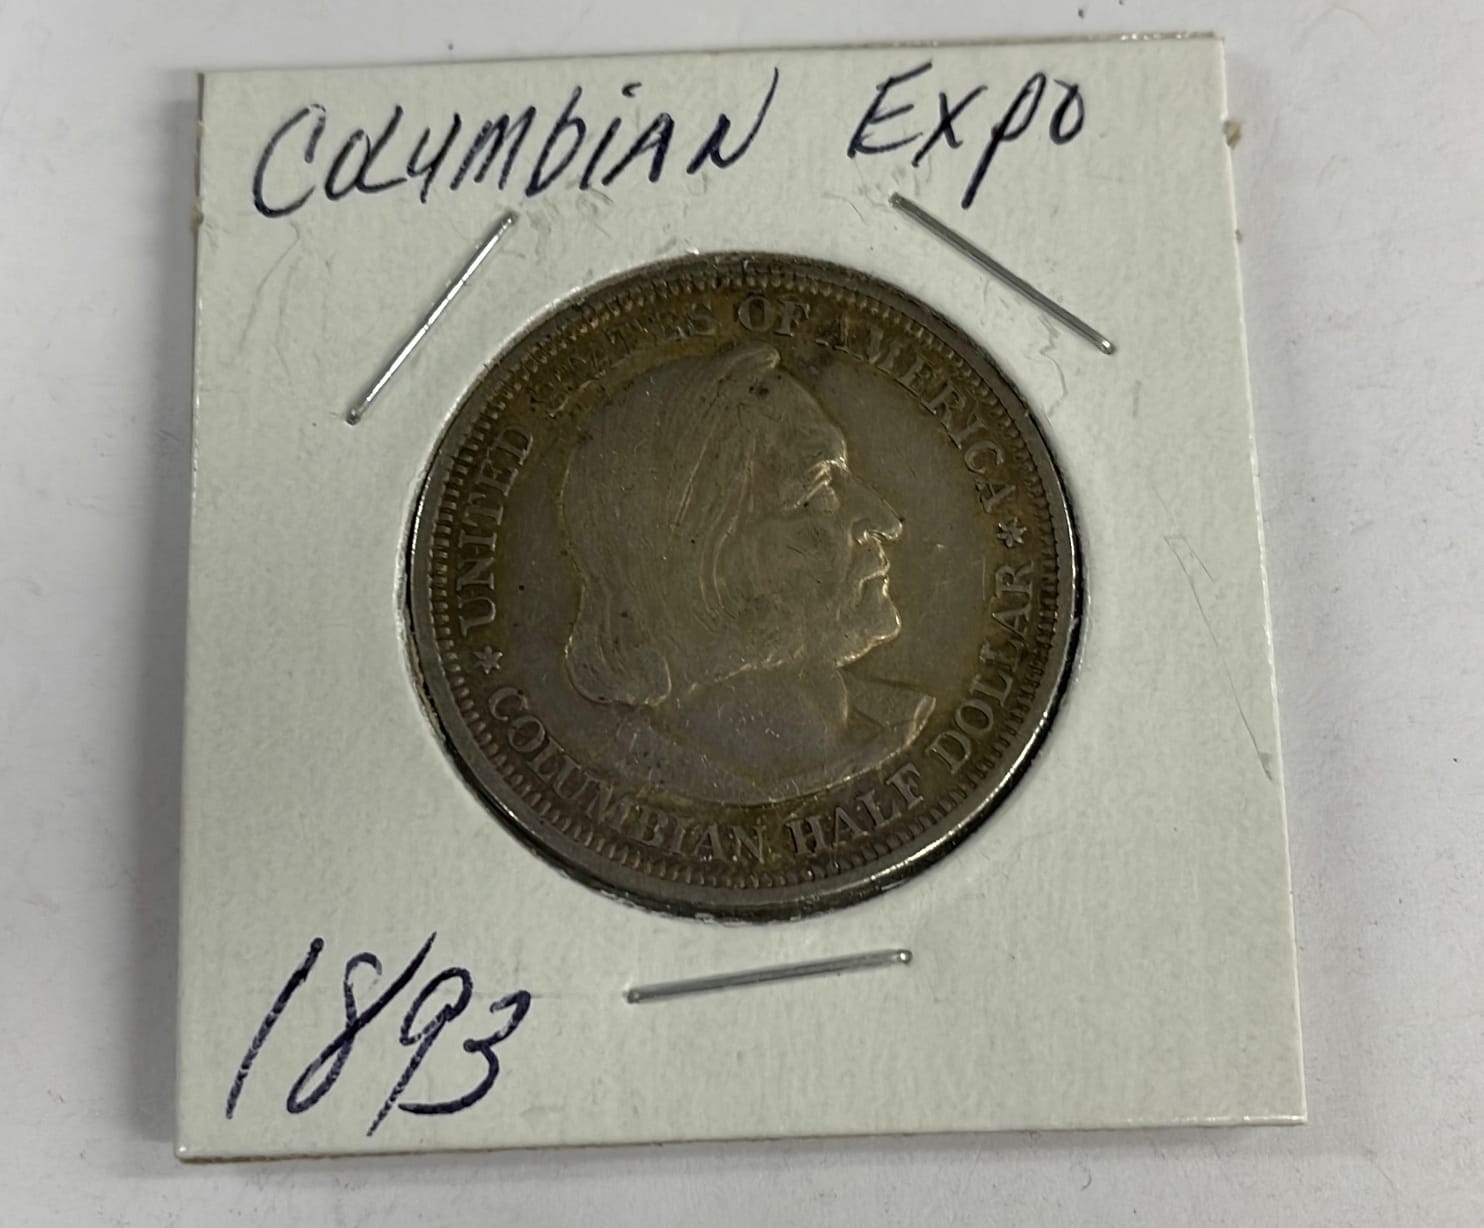 Columbian Expo
* UNITED STATES OF AMERICA *
COLUMBIAN HALF DOLLAR
1893